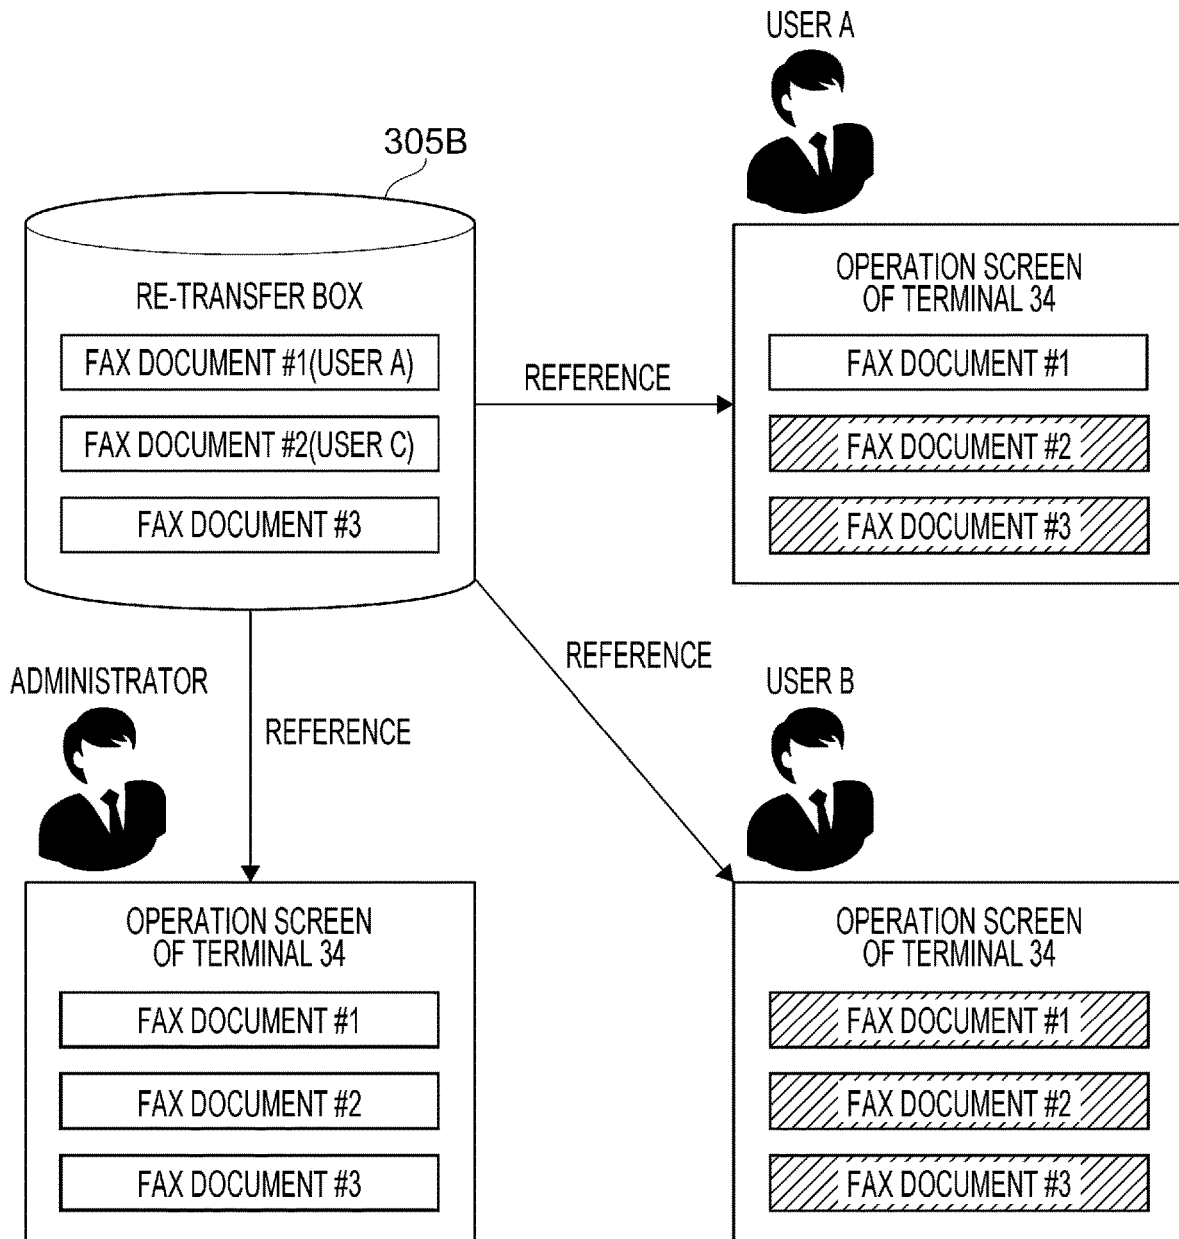 USER A
305B
RE-TRANSFER BOX
FAX DOCUMENT #1(USER A)
FAX DOCUMENT #2(USER C)
FAX DOCUMENT #3
REFERENCE
OPERATION SCREEN
OF TERMINAL 34
FAX DOCUMENT #1
FAX DOCUMENT #2
FAX DOCUMENT #3
ADMINISTRATOR
REFERENCE
OPERATION SCREEN
OF TERMINAL 34
FAX DOCUMENT #1
FAX DOCUMENT #2
FAX DOCUMENT #3
REFERENCE
USER B
OPERATION SCREEN
OF TERMINAL 34
FAX DOCUMENT #1
FAX DOCUMENT #2
FAX DOCUMENT #3